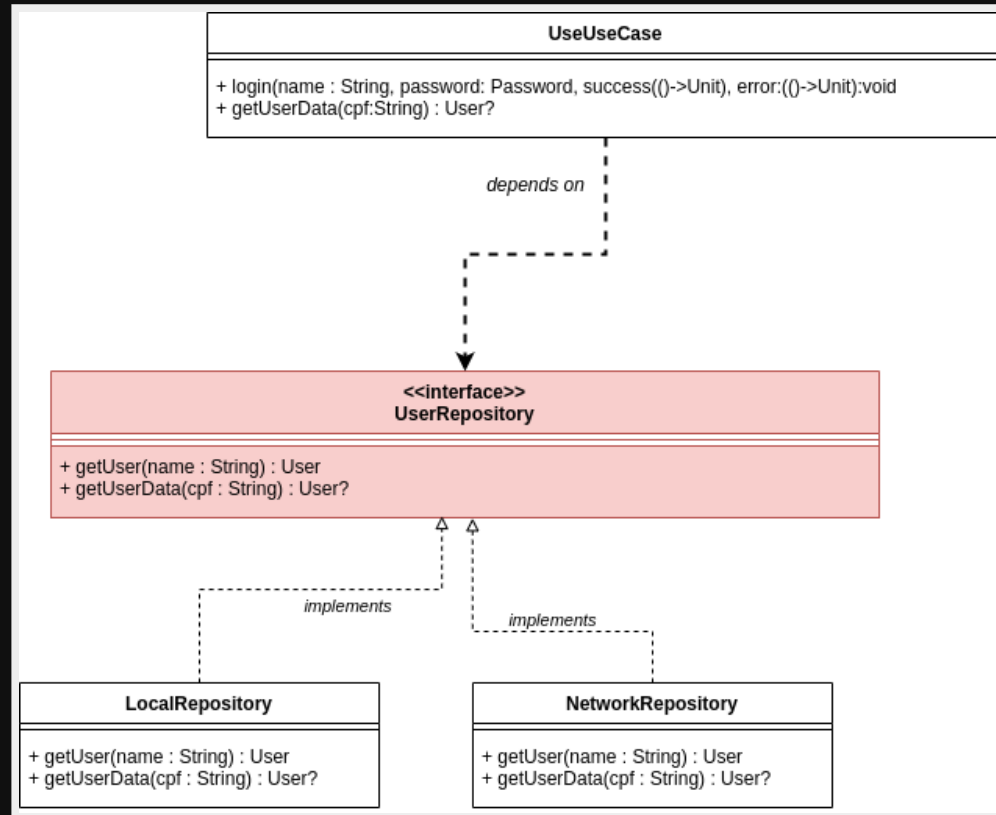 UseUseCase
+ login(name : String, password: Password, success(()->Unit), error:(()->Unit):void
+ getUserData(cpf:String) : User?
depends on
<<interface>>
UserRepository
+ getUser(name : String) : User
+ getUserData(cpf : String) : User?
implements
implements
LocalRepository
+ getUser(name : String) : User
+ getUserData(cpf : String) : User?
NetworkRepository
+ getUser(name : String) : User
+ getUserData(cpf : String) : User?